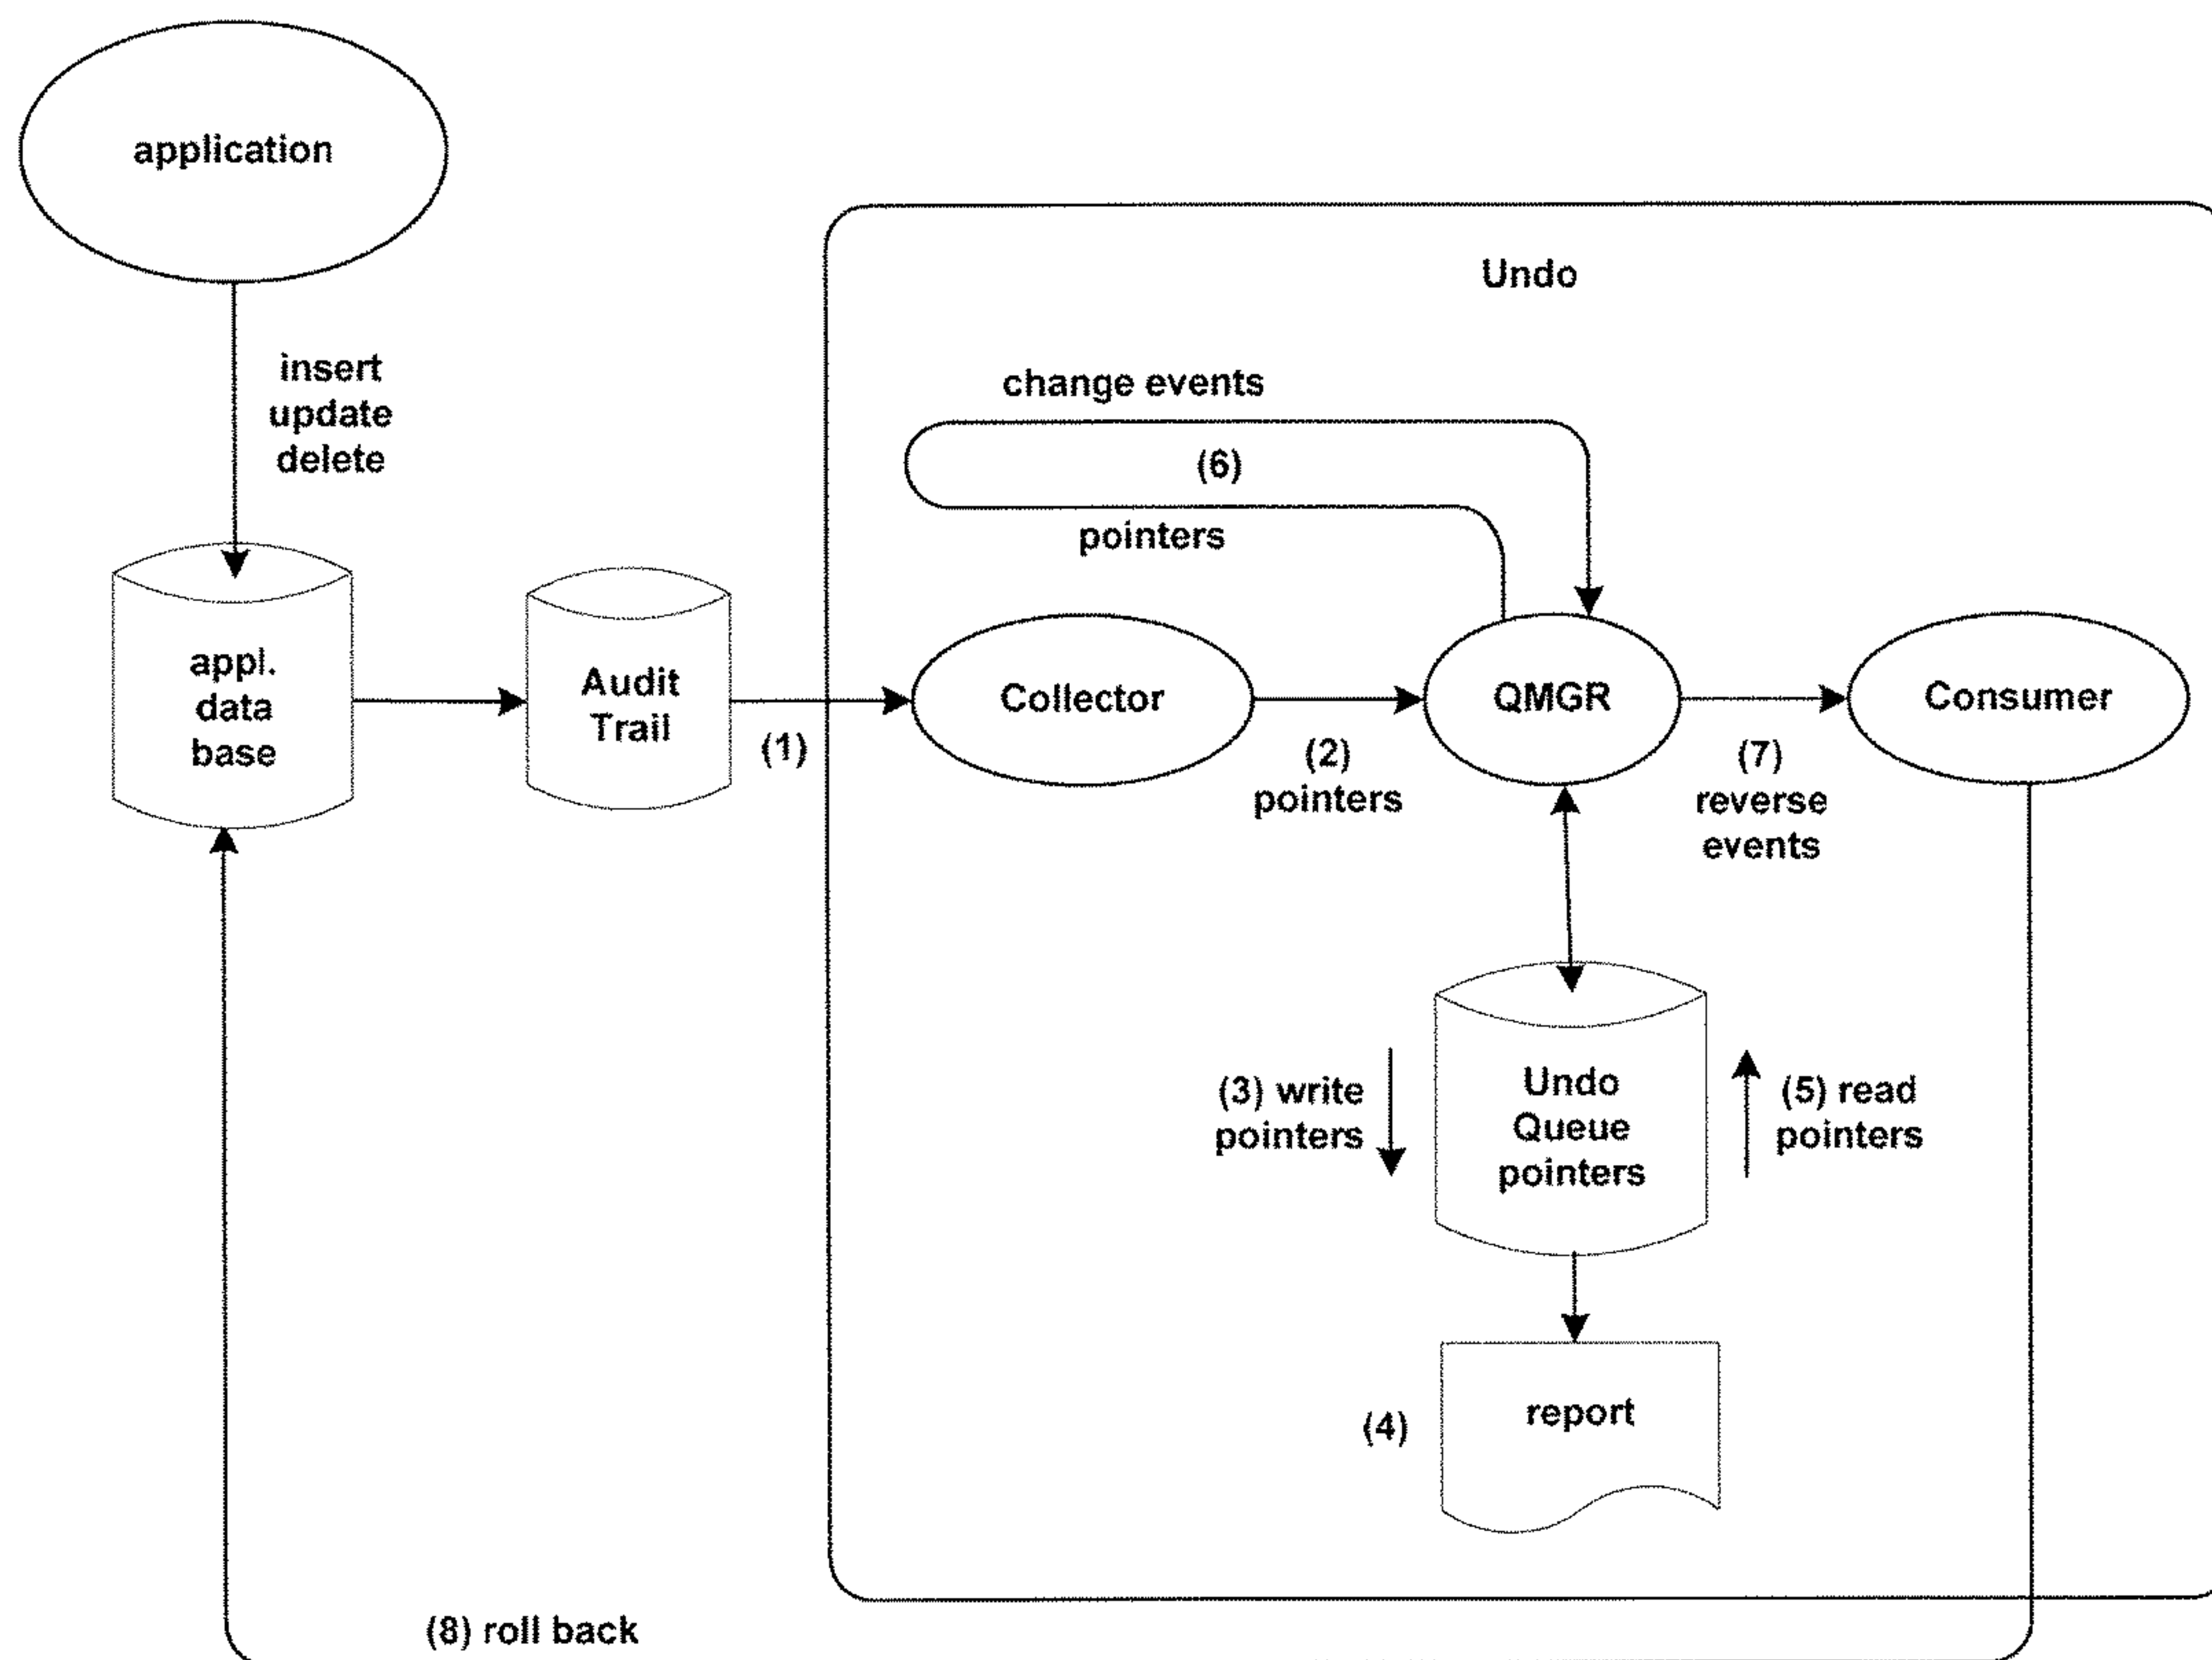 application
Undo
insert
update
delete
change events
(6)
pointers
appl.
data
base
Audit
Trail
(1)
Collector
(2)
pointers
QMGR
(7)
reverse
events
Consumer
(3) write
pointers
Undo
Queue
pointers
(5) read
pointers
(4)
report
(8) roll back